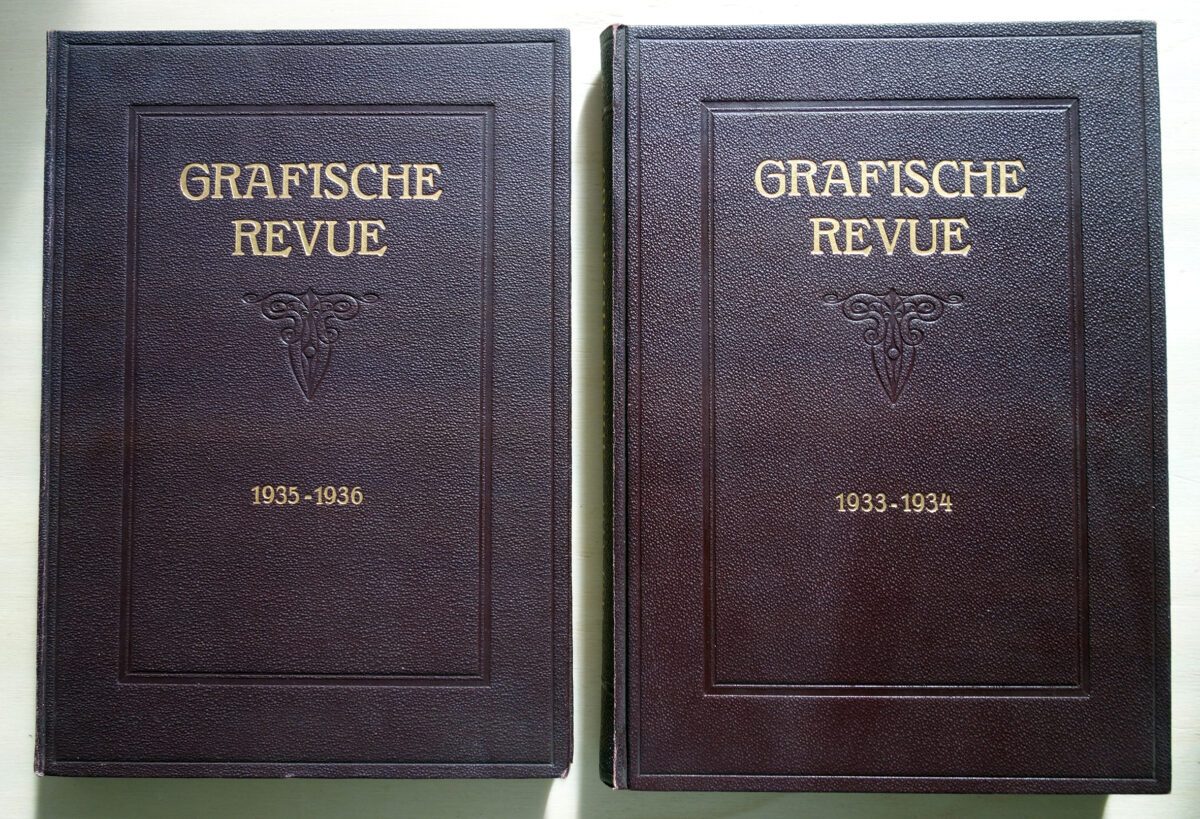 GRAFISCHE
REVUE
1935-1936
GRAFISCHE
REVUE
1933-1934